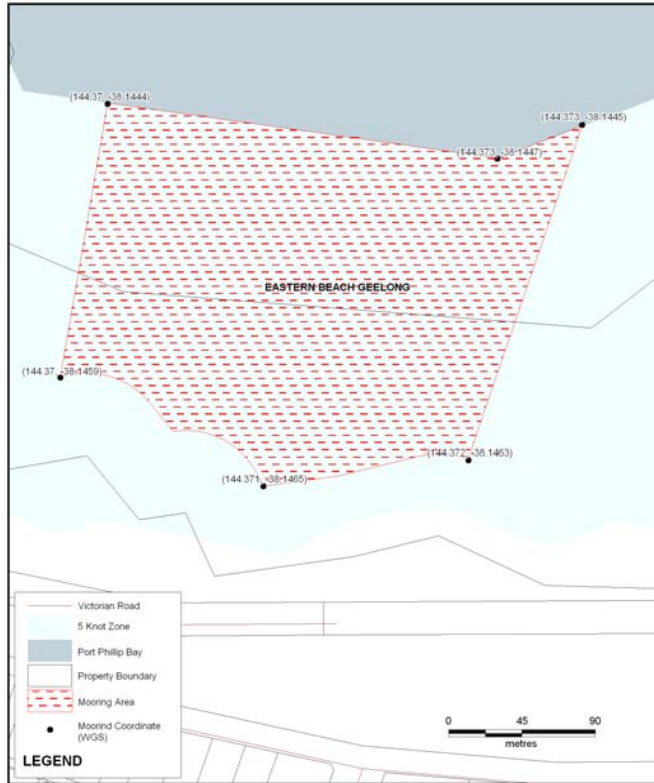 (144.37, -38.1444)
(144.373, -38.1445)
(144.373, -38.1447)
EASTERN BEACH GEELONG
(144.37, -38.1459)
(144.372, -38.1463)
(144.371, -38.1465)
Victorian Road
5 Knot Zone
Port Phillip Bay
Property Boundary
Mooring Area
Moorind Coordinate
(WGS)
LEGEND
0 45 90
metres